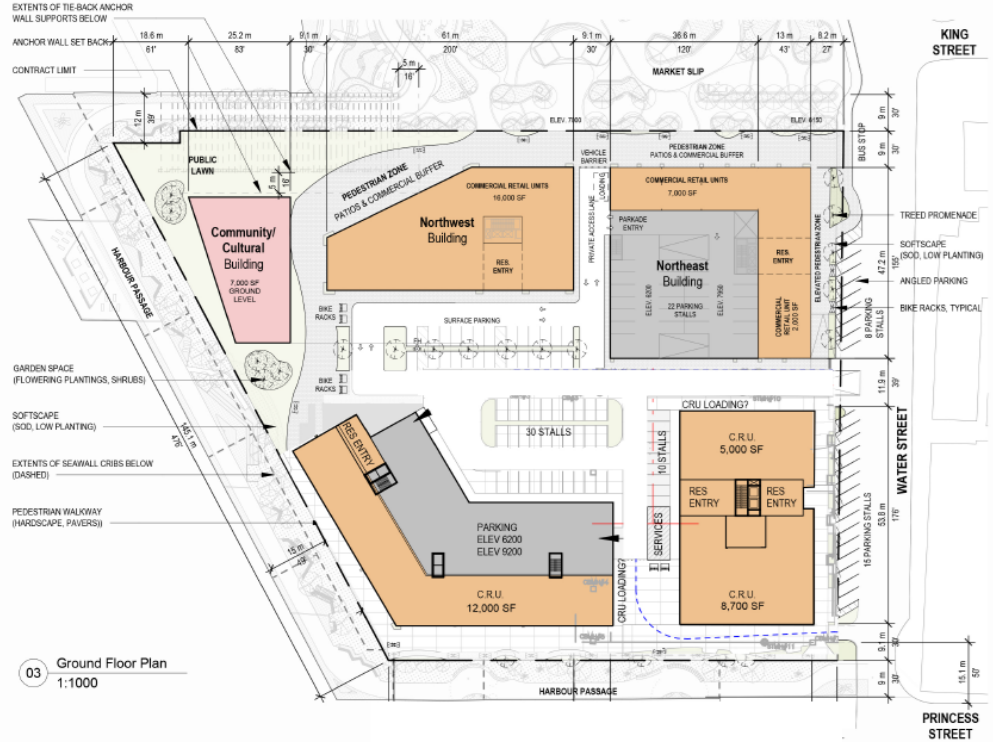 EXTENTS OF TIE-BACK ANCHOR
WALL SUPPORTS BELOW
ANCHOR WALL SET BACK
18.6 m
61'
25.2 m
83'
9.1 m
30'
61 m
200'
9.1 m
30'
36.6 m
120'
13 m
43'
8.2 m
27'
KING
STREET
CONTRACT LIMIT
5 m
16'
MARKET SLIP
12 m
39'
ELEV. 7800
ELEV. 6150
9 m
30'
9 m
30'
BUS STOP
PUBLIC
LAWN
5 m
16'
PEDESTRIAN ZONE
PATIOS & COMMERCIAL BUFFER
VEHICLE
BARRIER
PEDESTRIAN ZONE
PATIOS & COMMERCIAL BUFFER
COMMERCIAL RETAIL UNITS
16,000 SF
LOADING
COMMERCIAL RETAIL UNITS
7,000 SF
Northwest
Building
RES.
ENTRY
PRIVATE ACCESS LANE
PARKADE
ENTRY
Northeast
Building
ELEV 6200
22 PARKING
STALLS
ELEV. 7950
RES.
ENTRY
COMMERCIAL
RETAIL UNIT
2,000 SF
ELEVATED PEDESTRIAN ZONE
TREED PROMENADE
SOFTSCAPE
(SOD, LOW PLANTING)
ANGLED PARKING
BIKE RACKS, TYPICAL
47.2 m
155'
8 PARKING
STALLS
Community/
Cultural
Building
7,000 SF
GROUND
LEVEL
HARBOUR PASSAGE
BIKE
RACKS
SURFACE PARKING
BIKE
RACKS
GARDEN SPACE
(FLOWERING PLANTINGS, SHRUBS)
SOFTSCAPE
(SOD, LOW PLANTING)
145.1 m
476'
EXTENTS OF SEAWALL CRIBS BELOW
(DASHED)
PEDESTRIAN WALKWAY
(HARDSCAPE, PAVERS))
15 m
49'
11.9 m
39'
CRU LOADING?
RES ENTRY
30 STALLS
10 STALLS
C.R.U.
5,000 SF
RES
ENTRY
RES
ENTRY
WATER STREET
53.8 m
176'
15 PARKING STALLS
PARKING
ELEV 6200
ELEV 9200
SERVICES
C.R.U.
12,000 SF
CRU LOADING?
C.R.U.
8,700 SF
9.1 m
30'
9 m
30'
15.1 m
50'
03
Ground Floor Plan
1:1000
HARBOUR PASSAGE
PRINCESS
STREET